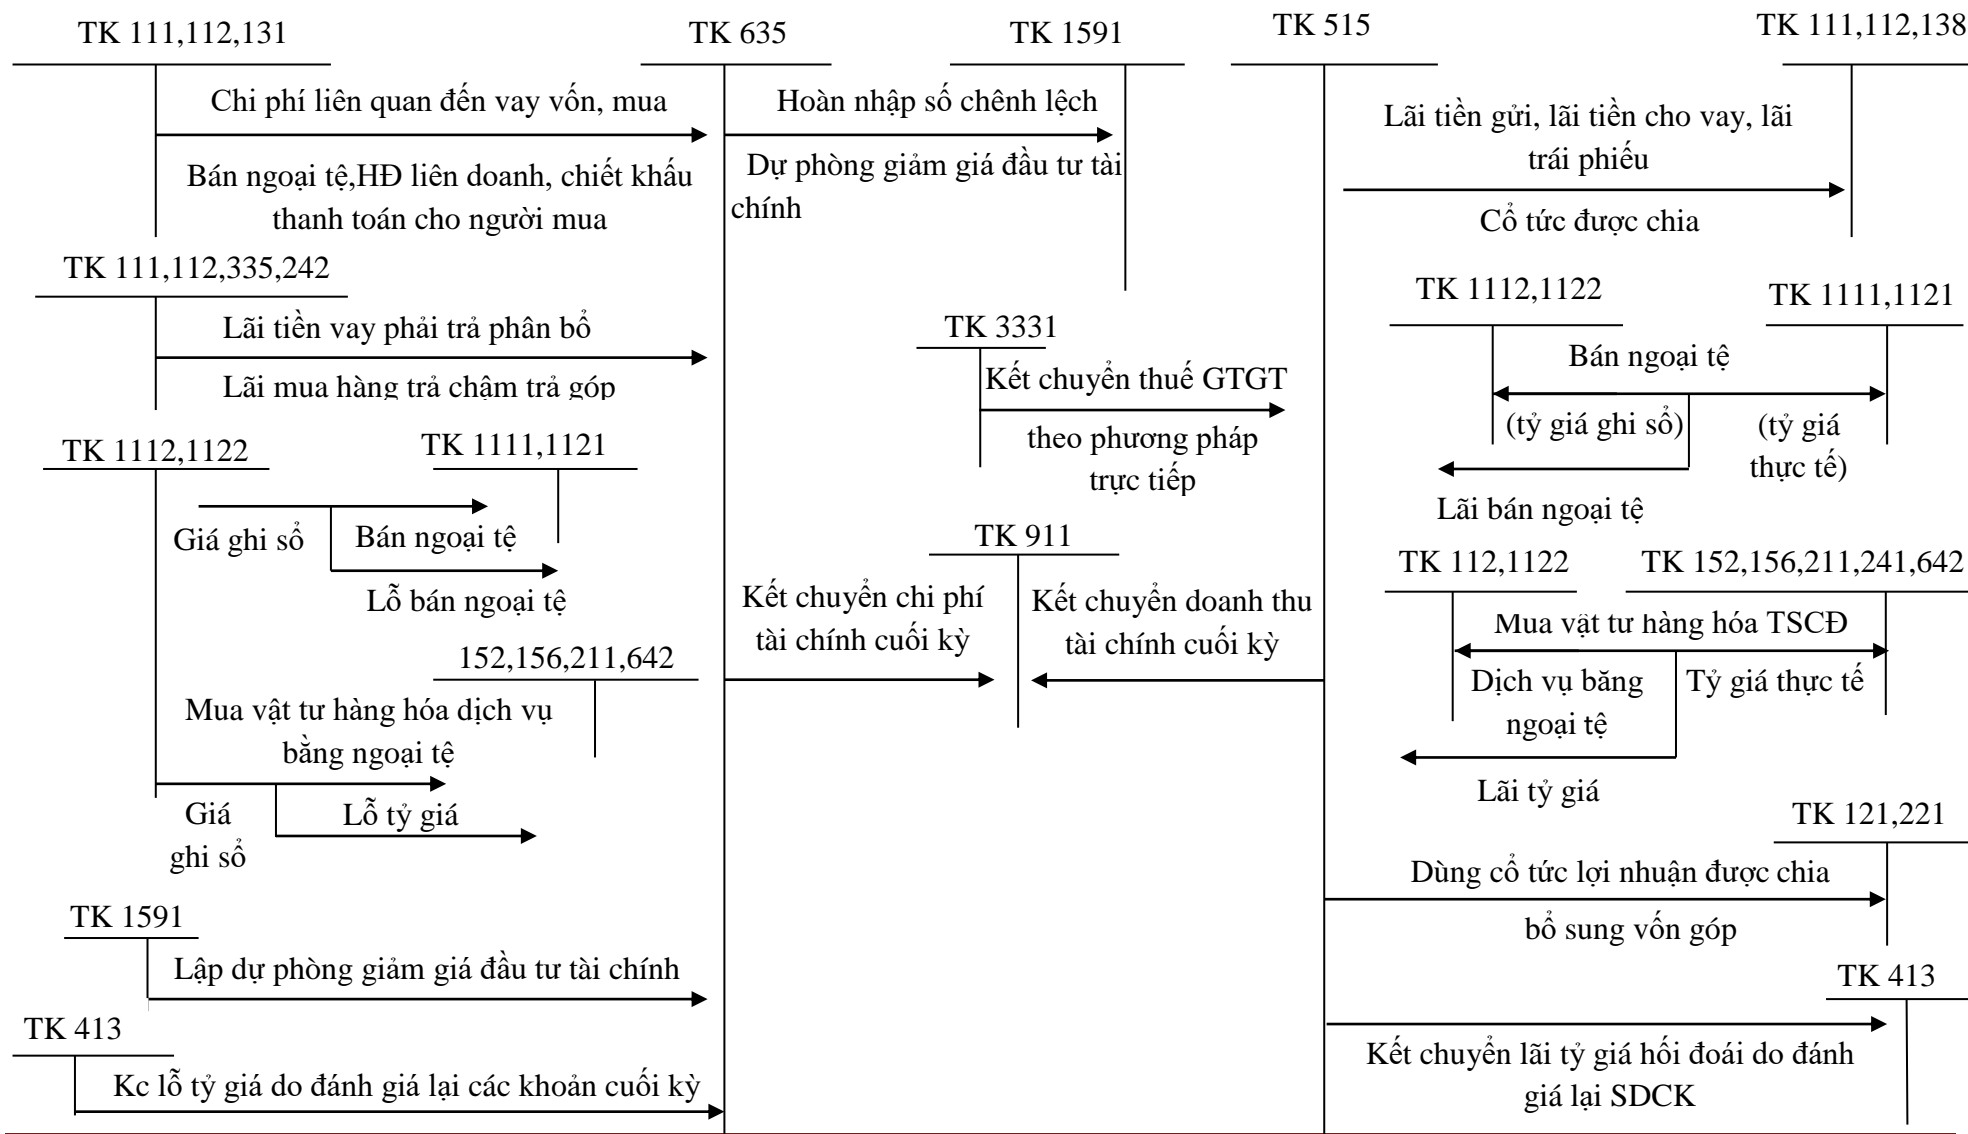 TK 111,112,131
TK 635
TK 1591
TK 515
TK 111,112,138
Chi phí liên quan đến vay vốn, mua
Bán ngoại tệ,HĐ liên doanh, chiết khấu
thanh toán cho người mua
Hoàn nhập số chênh lệch
Dự phòng giảm giá đầu tư tài
chính
Lãi tiền gửi, lãi tiền cho vay, lãi
trái phiếu
Cổ tức được chia
TK 111,112,335,242
Lãi tiền vay phải trả phân bổ
Lãi mua hàng trả chậm trả góp
TK 3331
Kết chuyển thuế GTGT
theo phương pháp
trực tiếp
TK 1112,1122
TK 1111,1121
Bán ngoại tệ
(tỷ giá ghi sổ)
(tỷ giá
thực tế)
Lãi bán ngoại tệ
TK 1112,1122
TK 1111,1121
Giá ghi sổ
Bán ngoại tệ
Lỗ bán ngoại tệ
TK 911
Kết chuyển chi phí
tài chính cuối kỳ
Kết chuyển doanh thu
tài chính cuối kỳ
TK 112,1122
TK 152,156,211,241,642
Mua vật tư hàng hóa TSCĐ
Dịch vụ băng
ngoại tệ
Tỷ giá thực tế
Lãi tỷ giá
152,156,211,642
Mua vật tư hàng hóa dịch vụ
bằng ngoại tệ
Giá
ghi sổ
Lỗ tỷ giá
TK 121,221
Dùng cổ tức lợi nhuận được chia
bổ sung vốn góp
TK 1591
Lập dự phòng giảm giá đầu tư tài chính
TK 413
Kc lỗ tỷ giá do đánh giá lại các khoản cuối kỳ
TK 413
Kết chuyển lãi tỷ giá hối đoái do đánh
giá lại SDCK